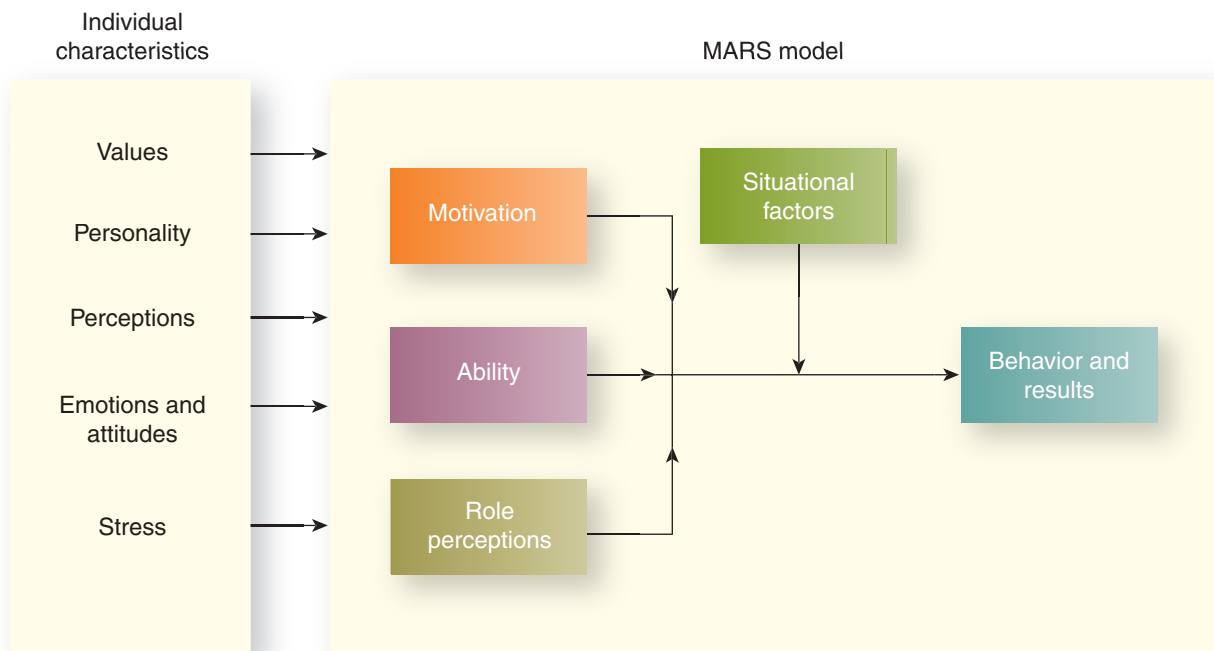 Individual
characteristics
MARS model
Values
Personality
Perceptions
Emotions and
attitudes
Stress
Motivation
Ability
Role
perceptions
Situational
factors
Behavior and
results